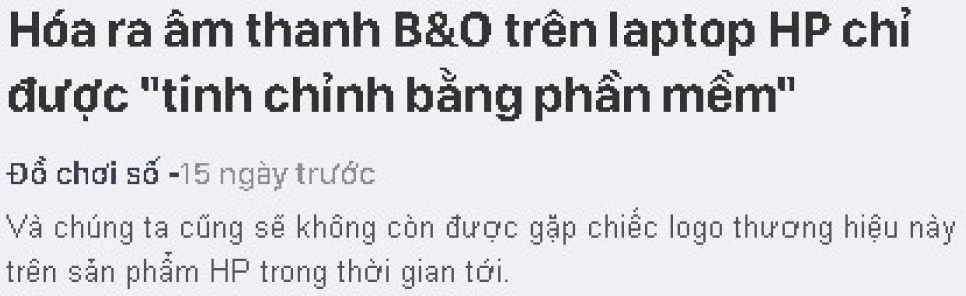 Hóa ra âm thanh B&O trên laptop HP chỉ
được "tinh chỉnh bằng phần mềm"
Đồ chơi số -15 ngày trước
Và chúng ta cũng sẽ không còn được gặp chiếc logo thương hiệu này
trên sản phẩm HP trong thời gian tới.